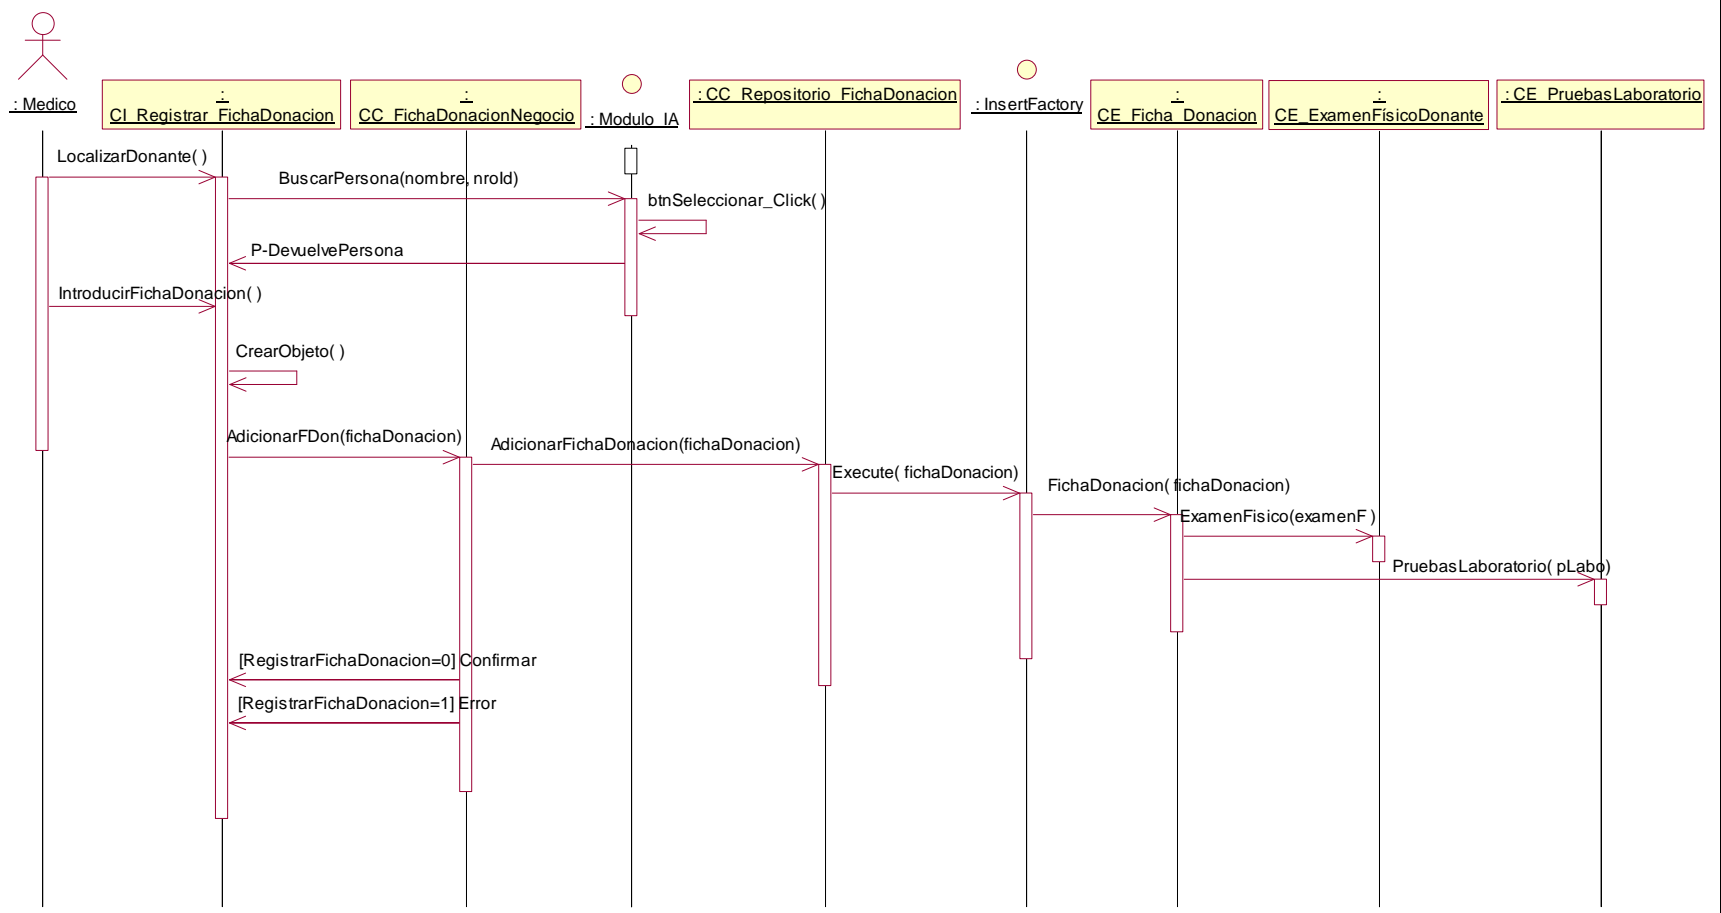 : Medico
:
CI_Registrar_FichaDonacion
:
CC_FichaDonacionNegocio
: Modulo_IA
: CC_Repositorio_FichaDonacion
: InsertFactory
:
CE_Ficha_Donacion
:
CE_ExamenFísicoDonante
: CE_PruebasLaboratorio
LocalizarDonante( )
BuscarPersona(nombre, nroId)
btnSeleccionar_Click( )
P-DevuelvePersona
IntroducirFichaDonacion( )
CrearObjeto( )
AdicionarFDon(fichaDonacion)
AdicionarFichaDonacion(fichaDonacion)
Execute( fichaDonacion)
FichaDonacion( fichaDonacion)
ExamenFisico(examenF )
PruebasLaboratorio( pLabo)
[RegistrarFichaDonacion=0] Confirmar
[RegistrarFichaDonacion=1] Error